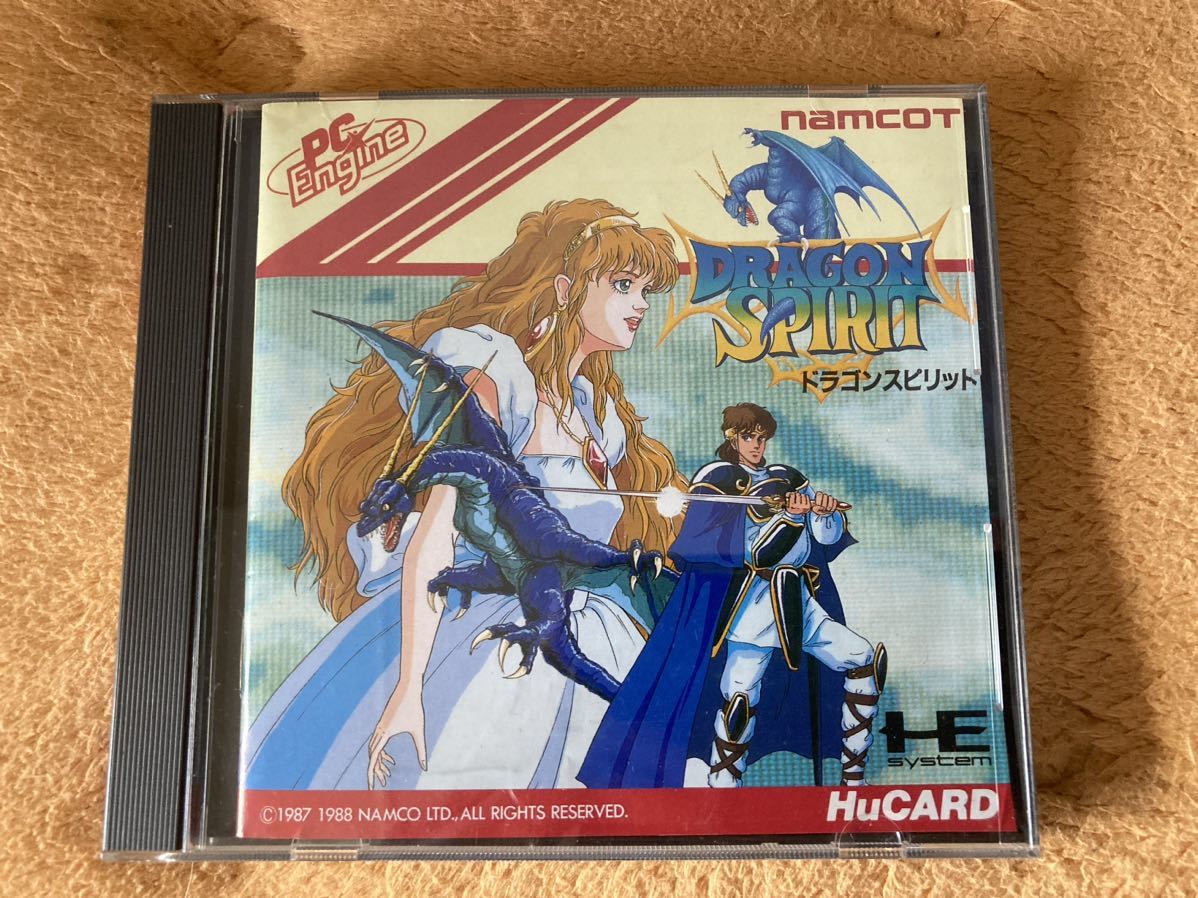 PC Engine
namcoT
DRAGON
SPIRIT
ドラゴンスピリット
HE
system
©1987 1988 NAMCO LTD., ALL RIGHTS RESERVED.
HuCARD